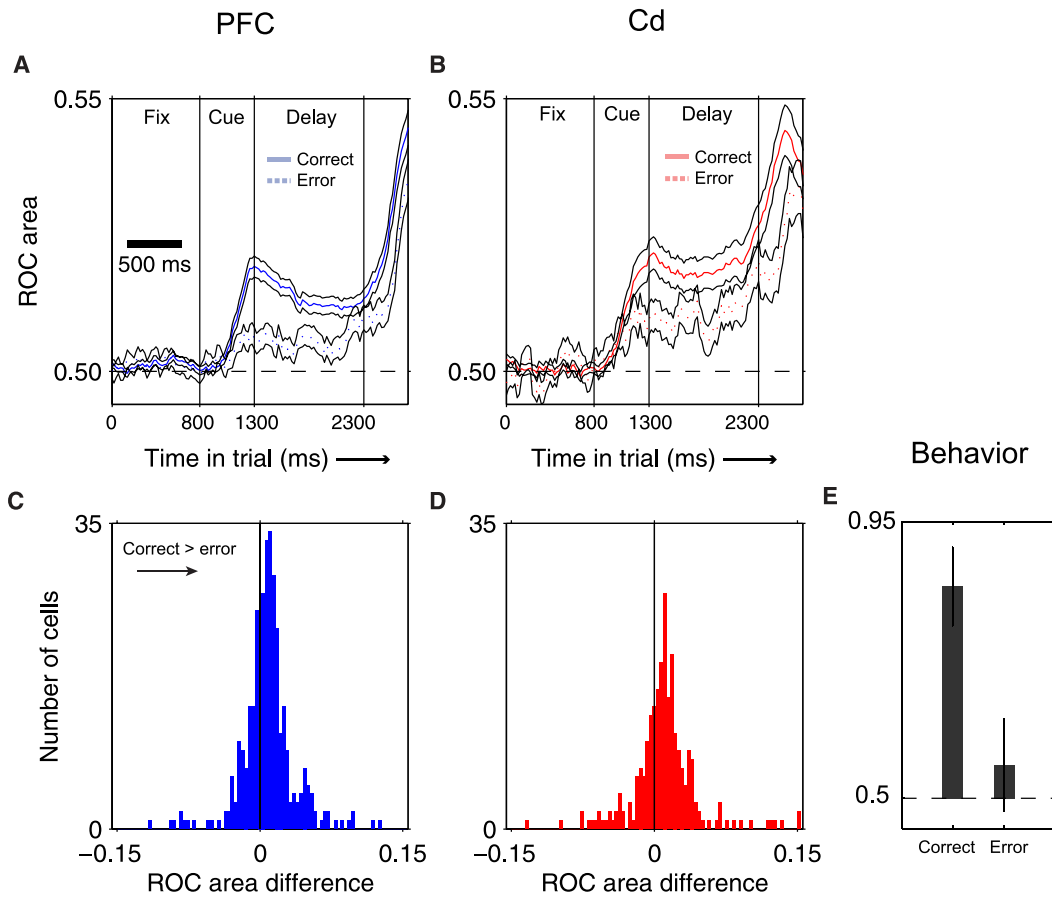 PFC
Cd
A
B
0.55
0.55
Fix
Cue
Delay
Fix
Cue
Delay
Correct
Error
Correct
Error
ROC area
500 ms
0.50
0.50
0
800
1300
2300
0
800
1300
2300
Time in trial (ms)
Time in trial (ms)
Behavior
C
D
E
35
35
0.95
Correct > error
Number of cells
0.5
0
0
−0.15
0
0.15
−0.15
0
0.15
Correct
Error
ROC area difference
ROC area difference